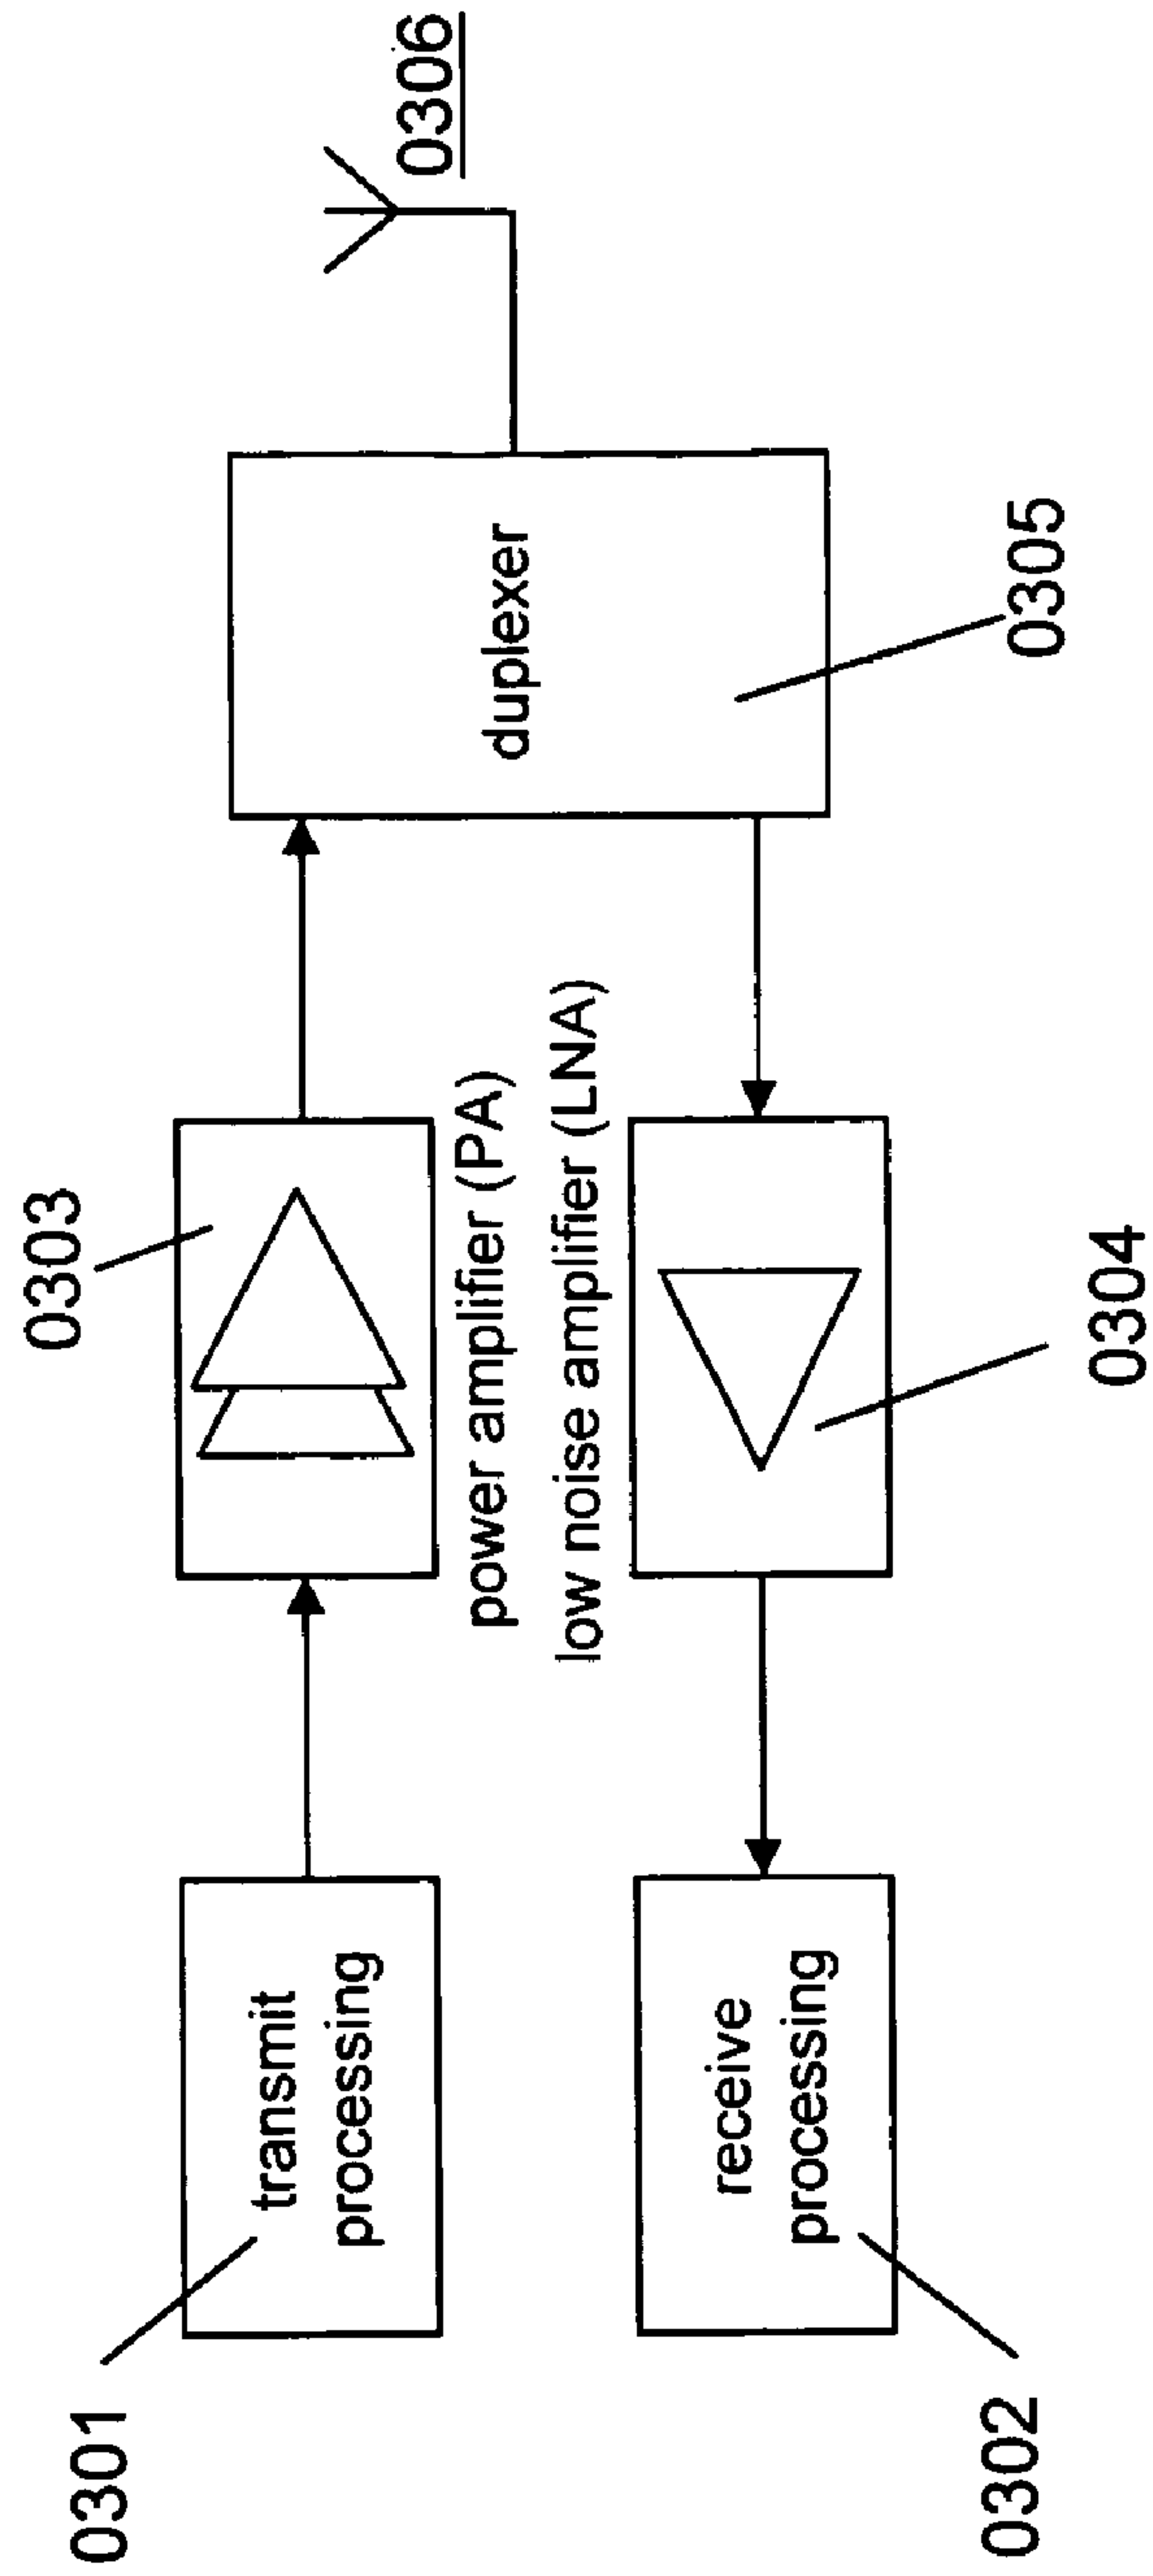 0301
transmit
processing
0303
power amplifier (PA)
low noise amplifier (LNA)
duplexer
0306
receive
processing
0302
0304
0305